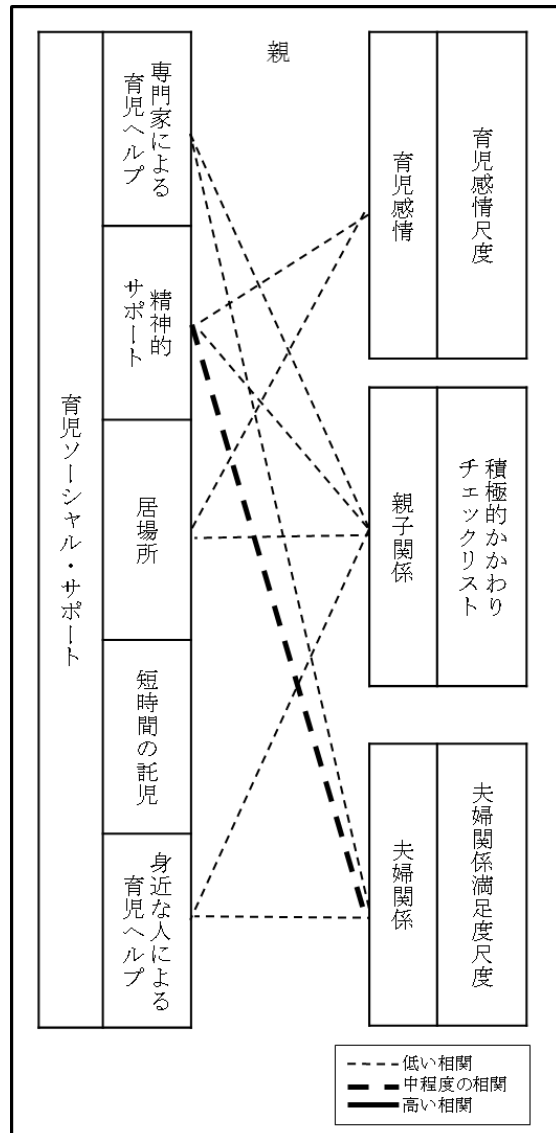 親
育児ソーシャル・サポート
専門家による
育児ヘルプ
精神的
サポート
居場所
短時間の託児
身近な人による
育児ヘルプ
育児感情
育児感情尺度
親子関係
積極的かかわり
チェックリスト
夫婦関係
夫婦関係満足度尺度
低い相関
中程度の相関
高い相関